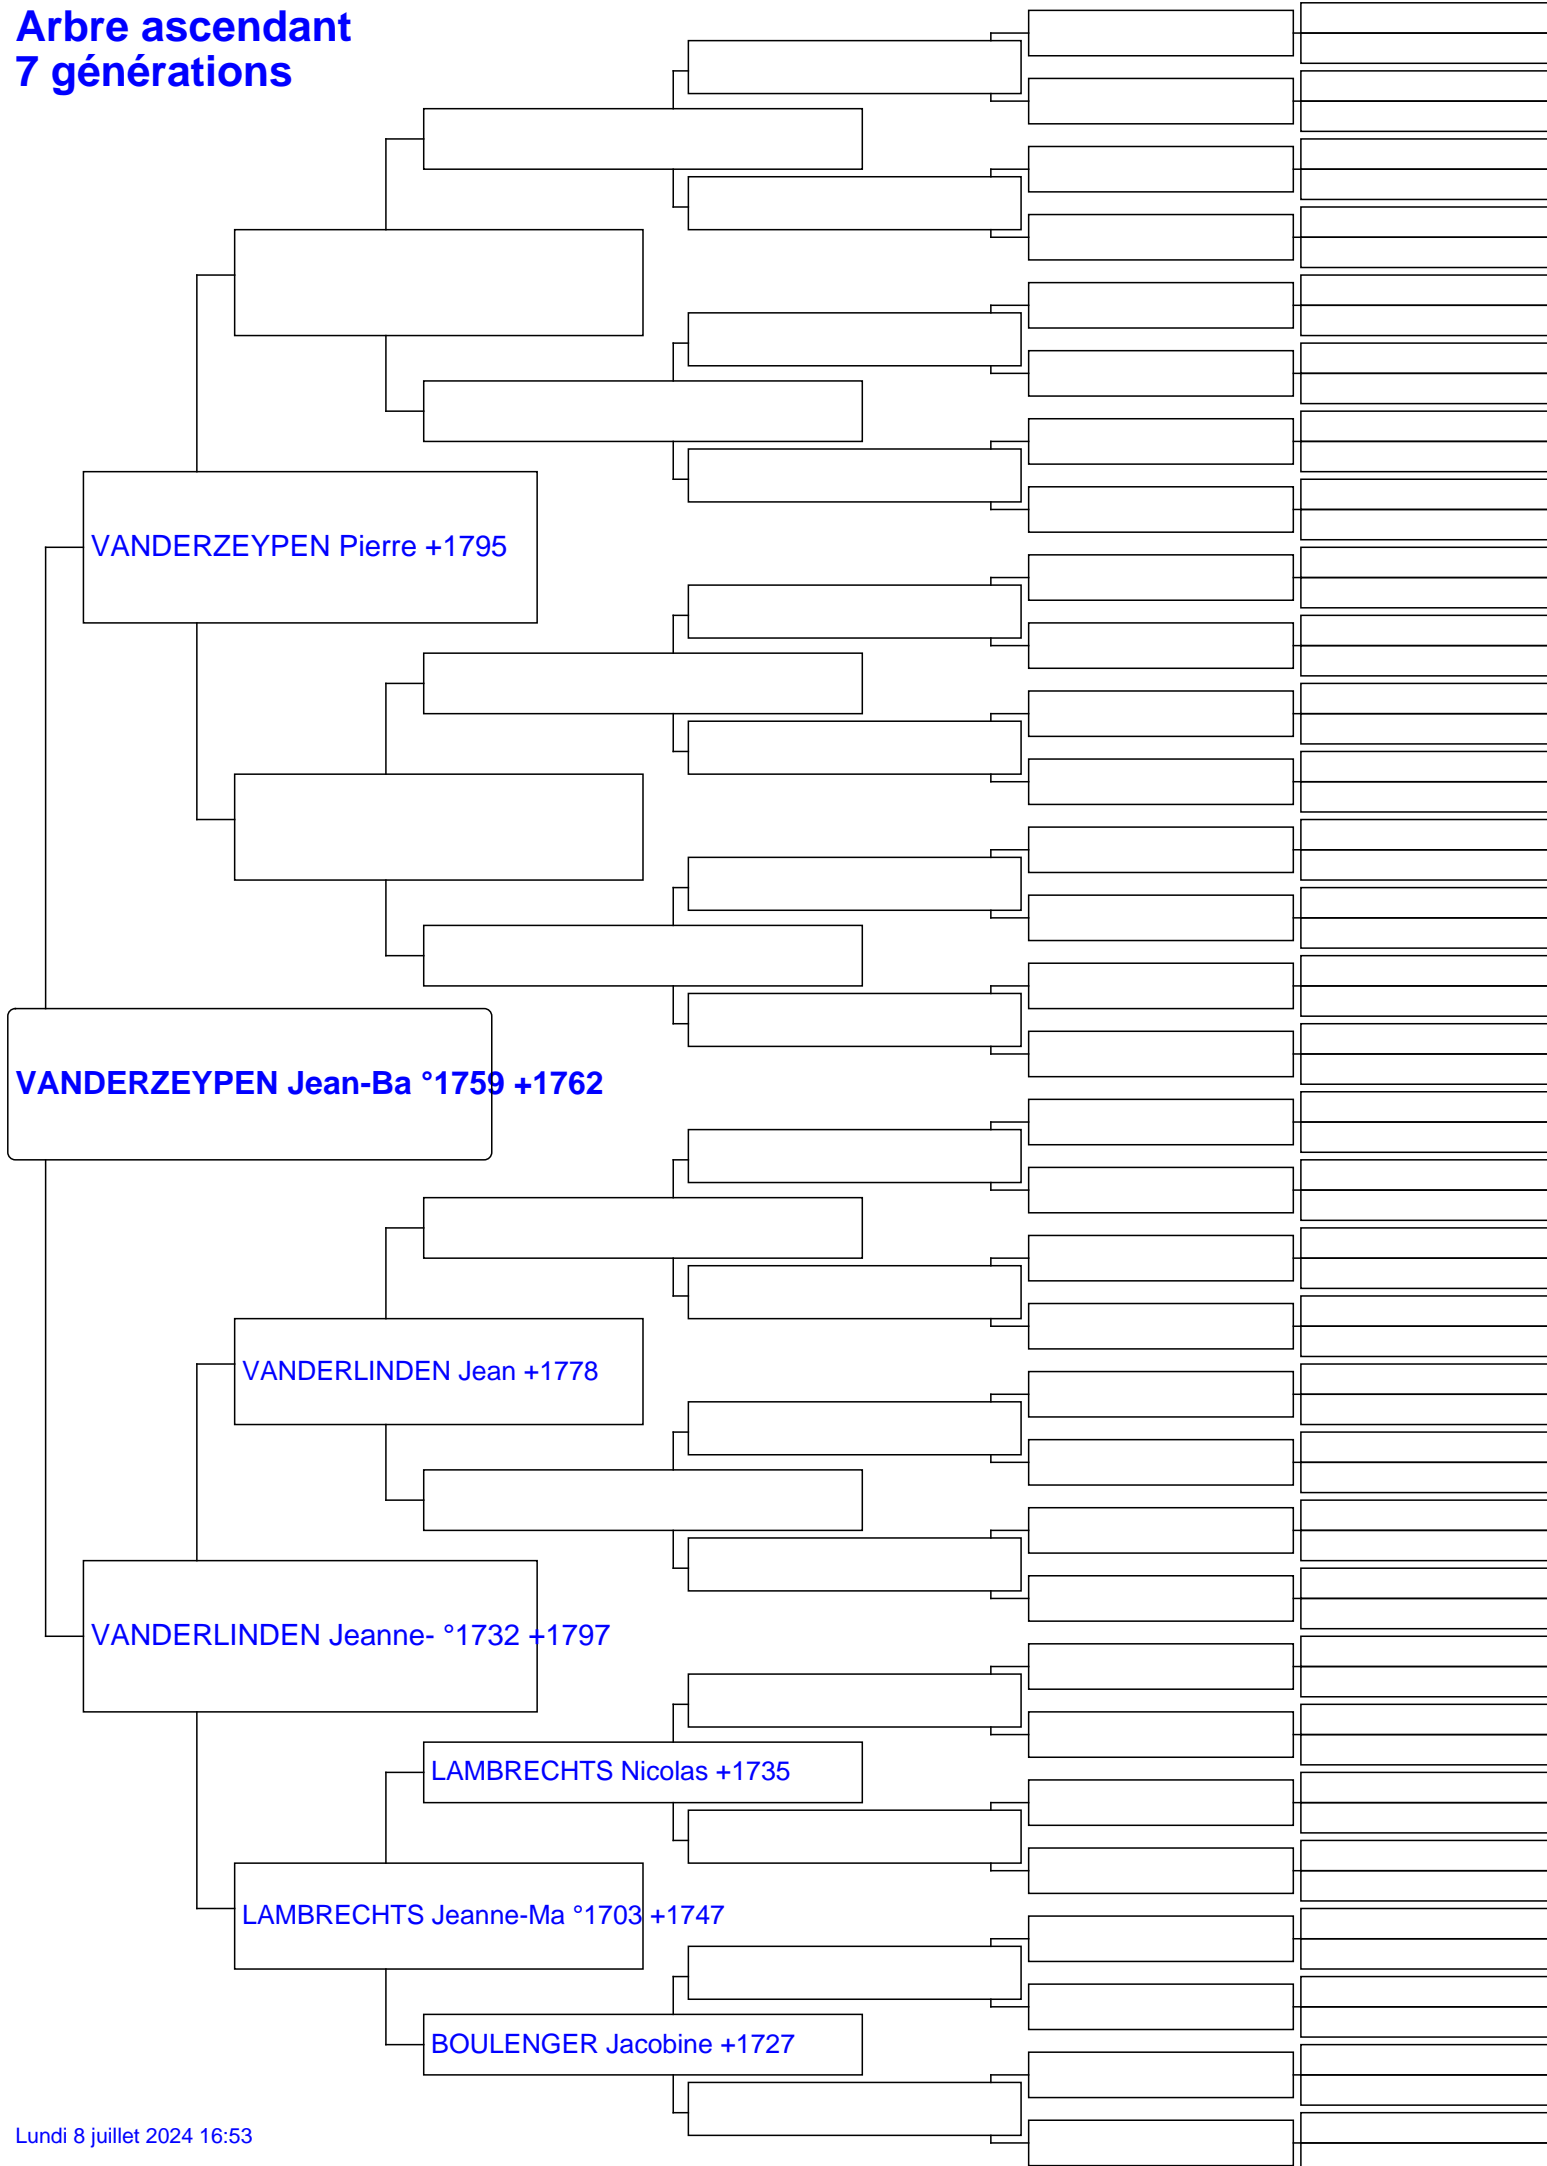 Arbre ascendant
7 générations
VANDERZEYPEN Pierre +1795
VANDERZEYPEN Jean-Ba °1759 +1762
VANDERLINDEN Jean +1778
VANDERLINDEN Jeanne- °1732 +1797
LAMBRECHTS Nicolas +1735
LAMBRECHTS Jeanne-Ma °1703 +1747
BOULENGER Jacobine +1727
Lundi 8 juillet 2024 16:53